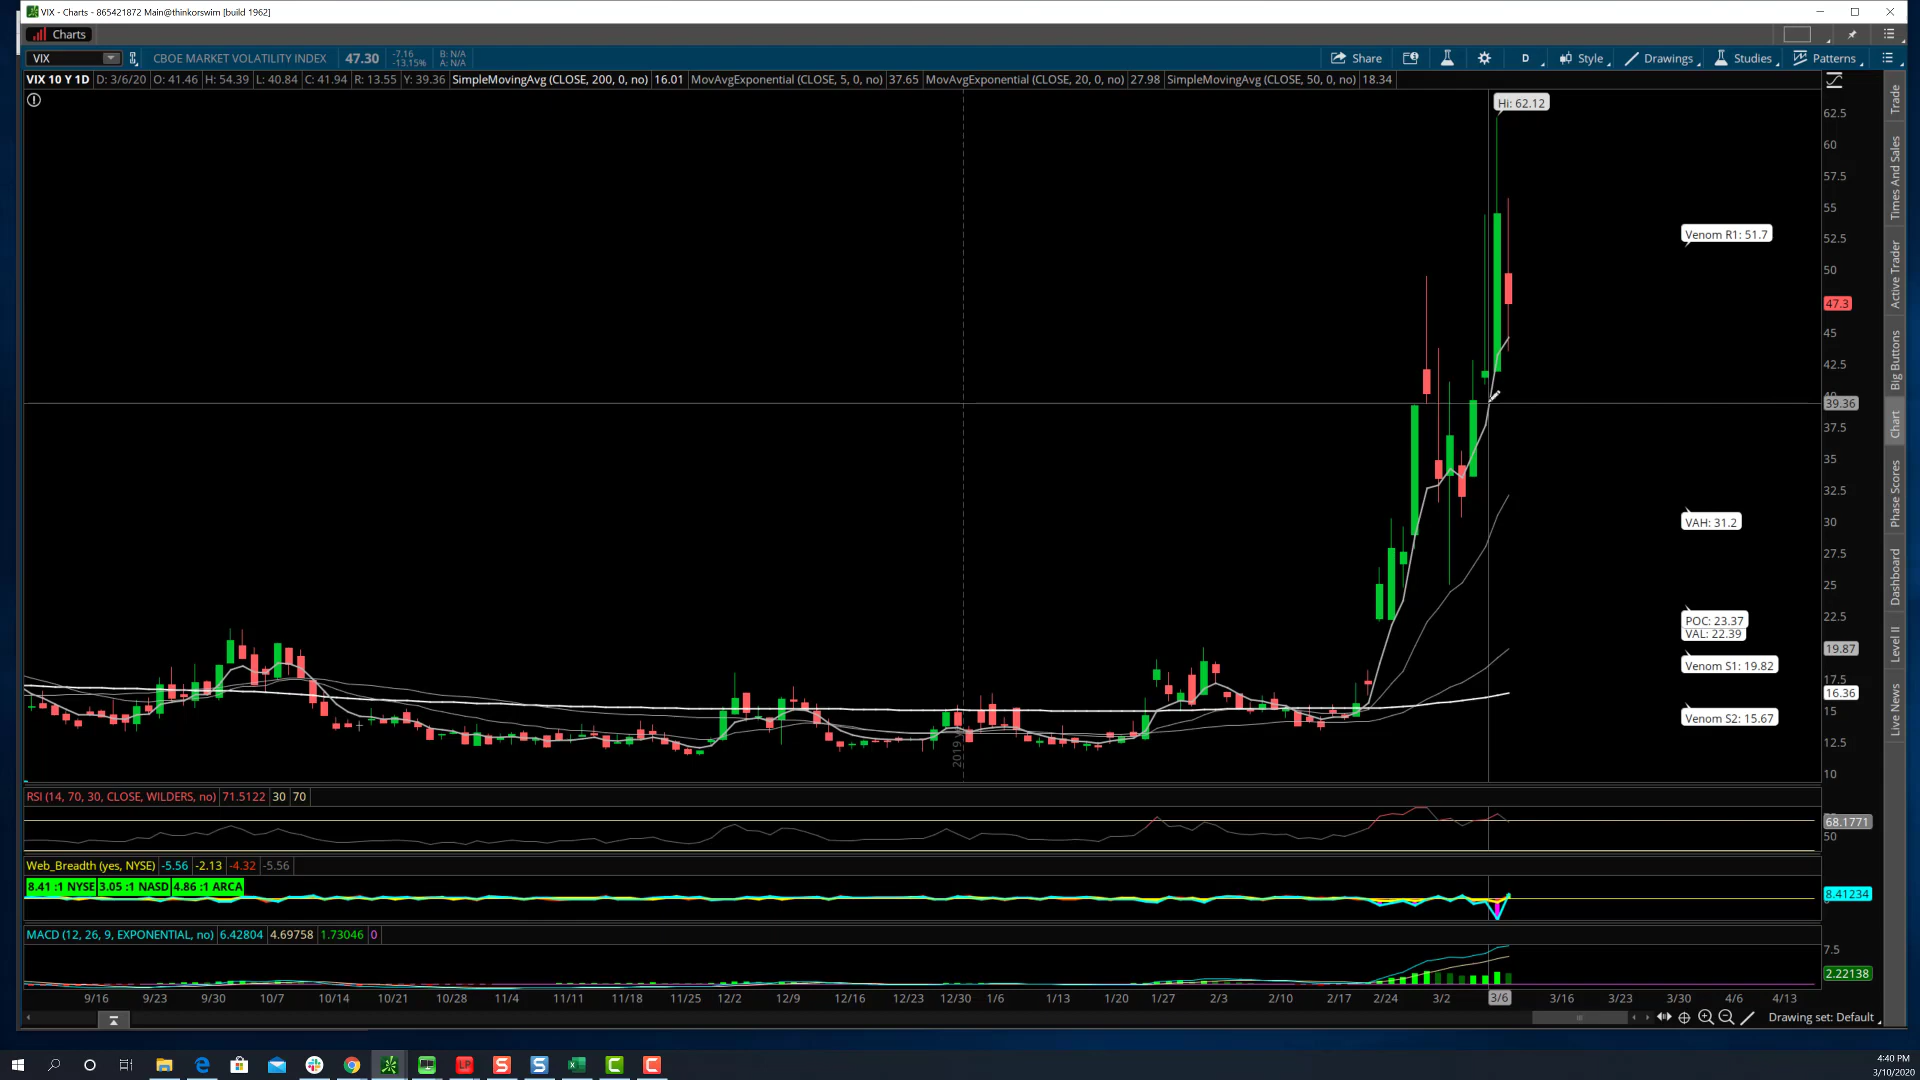 VIX - Charts - 865421872 Main@thinkorswim [build 1962]
Charts
VIX CBOE MARKET VOLATILITY INDEX 47.30 -7.16 -13.15% B: N/A A: N/A Share D Style Drawings Studies Patterns
VIX 10 Y 1D D: 3/6/20 O: 41.46 H: 54.39 L: 40.84 C: 41.94 R: 13.55 Y: 39.36 SimpleMovingAvg (CLOSE, 200, 0, no) 16.01 MovAvgExponential (CLOSE, 5, 0, no) 37.65 MovAvgExponential (CLOSE, 20, 0, no) 27.98 SimpleMovingAvg (CLOSE, 50, 0, no) 18.34
Hi: 62.12
62.5
60
57.5
55
Venom R1: 51.7
52.5
50
47.3
45
42.5
39.36
37.5
35
32.5
VAH: 31.2
30
27.5
25
22.5
POC: 23.37
VAL: 22.39
19.87
Venom S1: 19.82
17.5
16.36
15
Venom S2: 15.67
12.5
10
2019
Trade
Times And Sales
Active Trader
Big Buttons
Chart
Phase Scores
Dashboard
Level II
Live News
RSI (14, 70, 30, CLOSE, WILDERS, no) 71.5122 30 70
68.1771
50
Web_Breadth (yes, NYSE) -5.56 -2.13 -4.32 -5.56
8.41 :1 NYSE 3.05 :1 NASD 4.86 :1 ARCA
8.41234
MACD (12, 26, 9, EXPONENTIAL, no) 6.42804 4.69758 1.73046 0
7.5
2.22138
9/16 9/23 9/30 10/7 10/14 10/21 10/28 11/4 11/11 11/18 11/25 12/2 12/9 12/16 12/23 12/30 1/6 1/13 1/20 1/27 2/3 2/10 2/17 2/24 3/2 3/6 3/16 3/23 3/30 4/6 4/13
Drawing set: Default
4:40 PM
3/10/2020